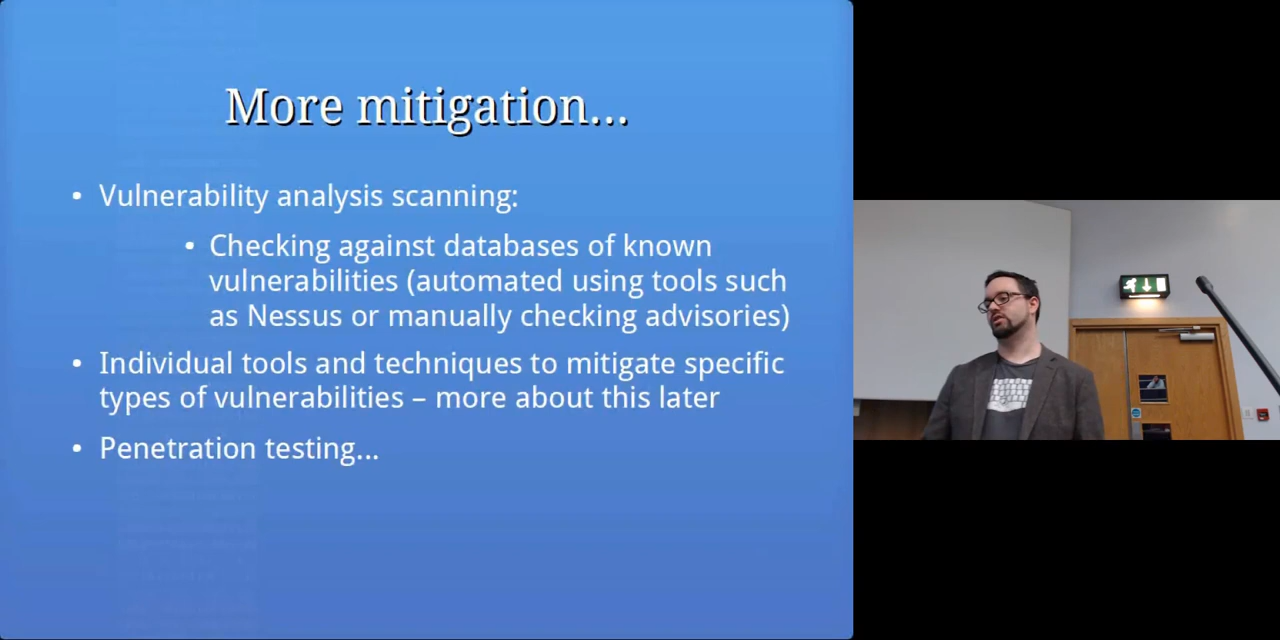 More mitigation...
• Vulnerability analysis scanning:
• Checking against databases of known
vulnerabilities (automated using tools such
as Nessus or manually checking advisories)
• Individual tools and techniques to mitigate specific
types of vulnerabilities – more about this later
• Penetration testing...